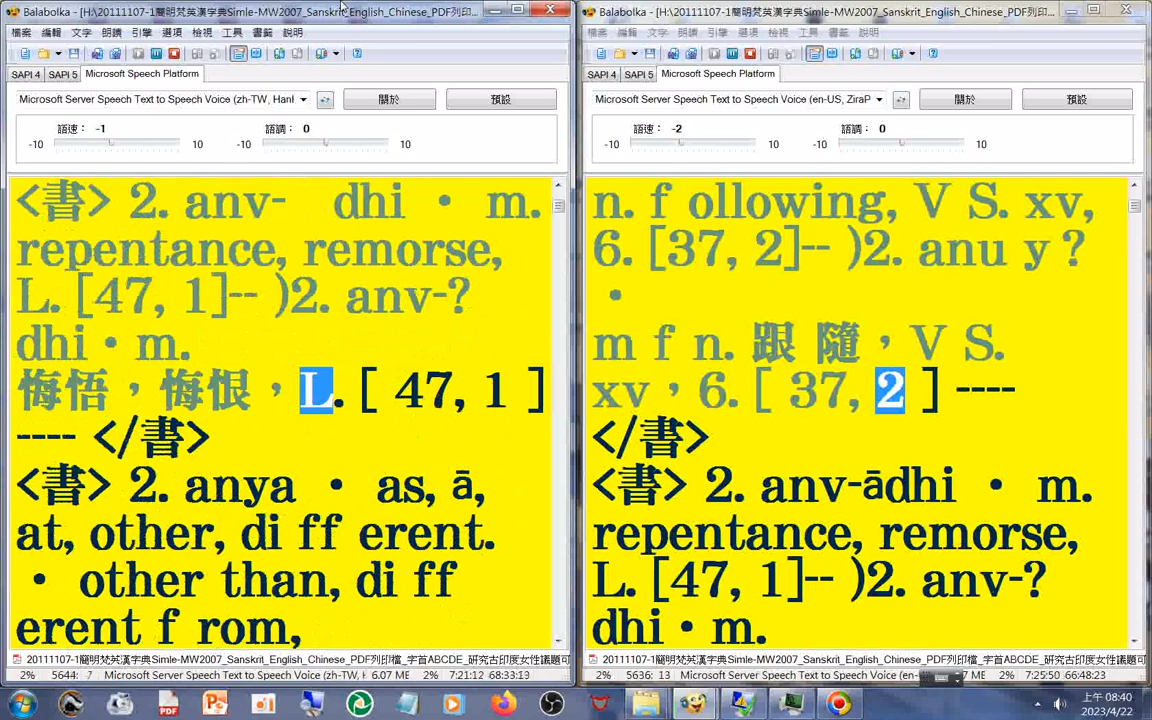 Balabolka - [H:\20111107-1簡明梵英漢字典Simle-MW2007_Sanskrit_English_Chinese_PDF列印...
檔案 編輯 文字 朗讀 引擎 選項 檢視 工具 書籤 說明
SAPI 4 SAPI 5 Microsoft Speech Platform
Microsoft Server Speech Text to Speech Voice (zh-TW, Hanl
關於 預設
語速： -1 語調： 0
-10 10 -10 10
<書> 2. anv- dhi • m.
repentance, remorse,
L. [47, 1]-- )2. anv-?
dhi • m.
悔悟，悔恨，L. [ 47, 1 ]
---- </書>
<書> 2. anya • as, ā,
at, other, di ff erent.
• other than, di ff
erent f rom,
20111107-1簡明梵英漢字典Simle-MW2007_Sanskrit_English_Chinese_PDF列印檔_字首ABCDE_研究古印度女性議題可
2% 5644: 7 Microsoft Server Speech Text to Speech Voice (zh-TW, H 6.07 ME 2% 7:21:12 68:33:19
Balabolka - [H:\20111107-1簡明梵英漢字典Simle-MW2007_Sanskrit_English_Chinese_PDF列印...
檔案 編輯 文字 朗讀 引擎 選項 檢視 工具 書籤 說明
SAPI 4 SAPI 5 Microsoft Speech Platform
Microsoft Server Speech Text to Speech Voice (en-US, ZiraP
關於 預設
語速： -2 語調： 0
-10 10 -10 10
n. f ollowing, V S. xv,
6. [37, 2]-- )2. anu y ?
•
m f n. 跟 隨，V S.
xv，6. [ 37, 2 ] ----
</書>
<書> 2. anv-ādhi • m.
repentance, remorse,
L. [47, 1]-- )2. anv-?
dhi • m.
20111107-1簡明梵英漢字典Simle-MW2007_Sanskrit_English_Chinese_PDF列印檔_字首ABCDE_研究古印度女性議題可
2% 5636: 13 Microsoft Server Speech Text to Speech Voice (en-U ME 2% 7:25:50 66:48:23
上午 08:40
2023/4/22